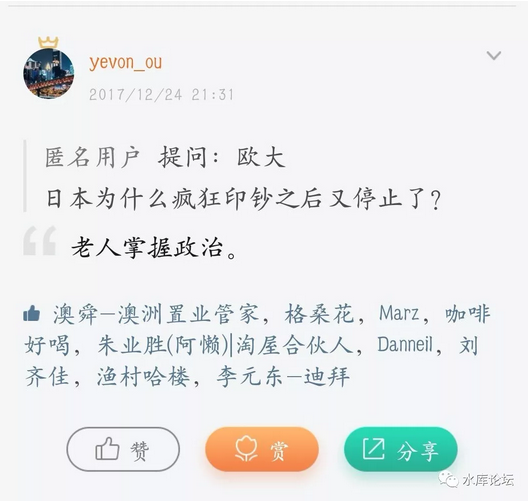 yevon_ou
2017/12/24 21:31
匿名用户 提问：欧大
日本为什么疯狂印钞之后又停止了？
老人掌握政治。
澳舜—澳洲置业管家，格桑花，Marz，咖啡
好喝，朱业胜(阿懒)|淘屋合伙人，Danneil，刘
齐佳，渔村哈楼，李元东—迪拜
赞
赏
分享
水库论坛